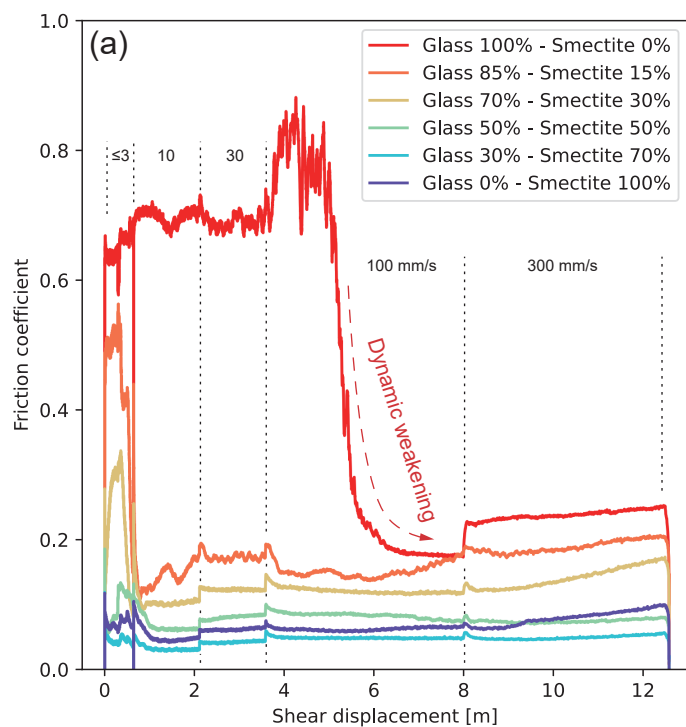 (a)
Glass 100% - Smectite 0%
Glass 85% - Smectite 15%
Glass 70% - Smectite 30%
Glass 50% - Smectite 50%
Glass 30% - Smectite 70%
Glass 0% - Smectite 100%
≤3 10 30
100 mm/s 300 mm/s
Dynamic weakening
Friction coefficient
1.0
0.8
0.6
0.4
0.2
0.0
0 2 4 6 8 10 12
Shear displacement [m]